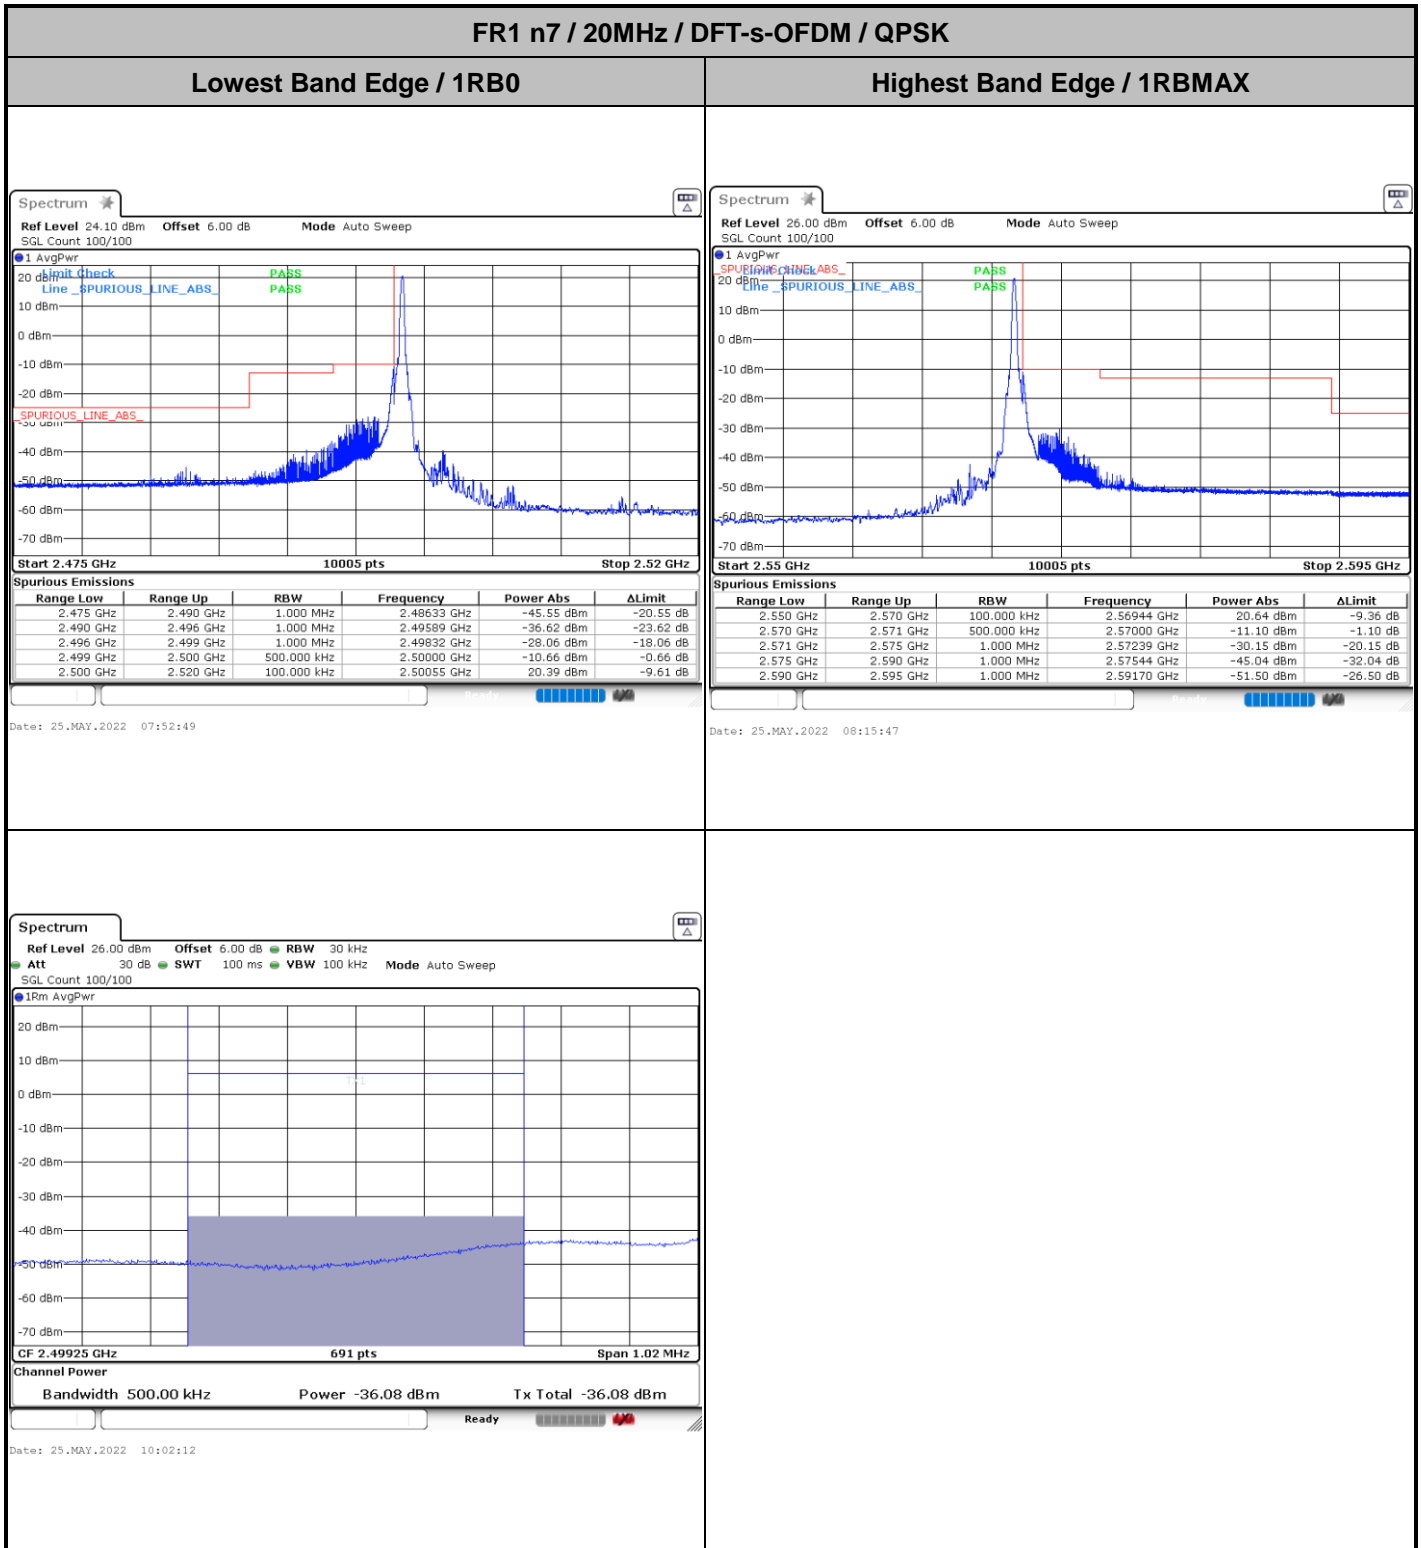 FR1 n7 / 20MHz / DFT-s-OFDM / QPSK
Lowest Band Edge / 1RB0
Highest Band Edge / 1RBMAX
Spectrum
Ref Level 24.10 dBm Offset 6.00 dB Mode Auto Sweep
SGL Count 100/100
1 AvgPwr
Limit Check PASS
Line _SPURIOUS_LINE_ABS_ PASS
20 dBm
10 dBm
0 dBm
-10 dBm
-20 dBm
_SPURIOUS_LINE_ABS_
-30 dBm
-40 dBm
-50 dBm
-60 dBm
-70 dBm
Start 2.475 GHz 10005 pts Stop 2.52 GHz
Spurious Emissions
Range Low Range Up RBW Frequency Power Abs ΔLimit
2.475 GHz 2.490 GHz 1.000 MHz 2.48633 GHz -45.55 dBm -20.55 dB
2.490 GHz 2.496 GHz 1.000 MHz 2.49589 GHz -36.62 dBm -23.62 dB
2.496 GHz 2.499 GHz 1.000 MHz 2.49832 GHz -28.06 dBm -18.06 dB
2.499 GHz 2.500 GHz 500.000 kHz 2.50000 GHz -10.66 dBm -0.66 dB
2.500 GHz 2.520 GHz 100.000 kHz 2.50055 GHz 20.39 dBm -9.61 dB
Ready
Date: 25.MAY.2022 07:52:49
Spectrum
Ref Level 26.00 dBm Offset 6.00 dB Mode Auto Sweep
SGL Count 100/100
1 AvgPwr
_SPURIOUS_LINE_ABS_
Limit Check PASS
Line _SPURIOUS_LINE_ABS_ PASS
20 dBm
10 dBm
0 dBm
-10 dBm
-20 dBm
-30 dBm
-40 dBm
-50 dBm
-60 dBm
-70 dBm
Start 2.55 GHz 10005 pts Stop 2.595 GHz
Spurious Emissions
Range Low Range Up RBW Frequency Power Abs ΔLimit
2.550 GHz 2.570 GHz 100.000 kHz 2.56944 GHz 20.64 dBm -9.36 dB
2.570 GHz 2.571 GHz 500.000 kHz 2.57000 GHz -11.10 dBm -1.10 dB
2.571 GHz 2.575 GHz 1.000 MHz 2.57239 GHz -30.15 dBm -20.15 dB
2.575 GHz 2.590 GHz 1.000 MHz 2.57544 GHz -45.04 dBm -32.04 dB
2.590 GHz 2.595 GHz 1.000 MHz 2.59170 GHz -51.50 dBm -26.50 dB
Ready
Date: 25.MAY.2022 08:15:47
Spectrum
Ref Level 26.00 dBm Offset 6.00 dB RBW 30 kHz
Att 30 dB SWT 100 ms VBW 100 kHz Mode Auto Sweep
SGL Count 100/100
1Rm AvgPwr
20 dBm
10 dBm
Tx1
0 dBm
-10 dBm
-20 dBm
-30 dBm
-40 dBm
-50 dBm
-60 dBm
-70 dBm
CF 2.49925 GHz 691 pts Span 1.02 MHz
Channel Power
Bandwidth 500.00 kHz Power -36.08 dBm Tx Total -36.08 dBm
Ready
Date: 25.MAY.2022 10:02:12